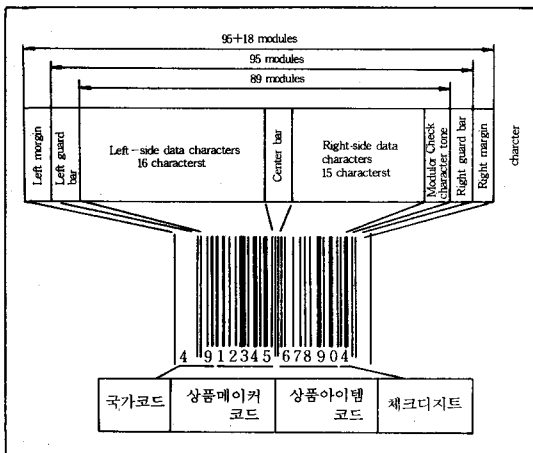 95+18 modules
95 modules
89 modules
Left morgin
Left guard
bar
Left−side data characters
16 characterst
Center bar
Right-side data
characters
15 characterst
Modulor Check
character tone
Right guard bar
Right margin
charcter
4 912345 678904
국가코드
상품메이커
코드
상품아이템
코드
체크디지트